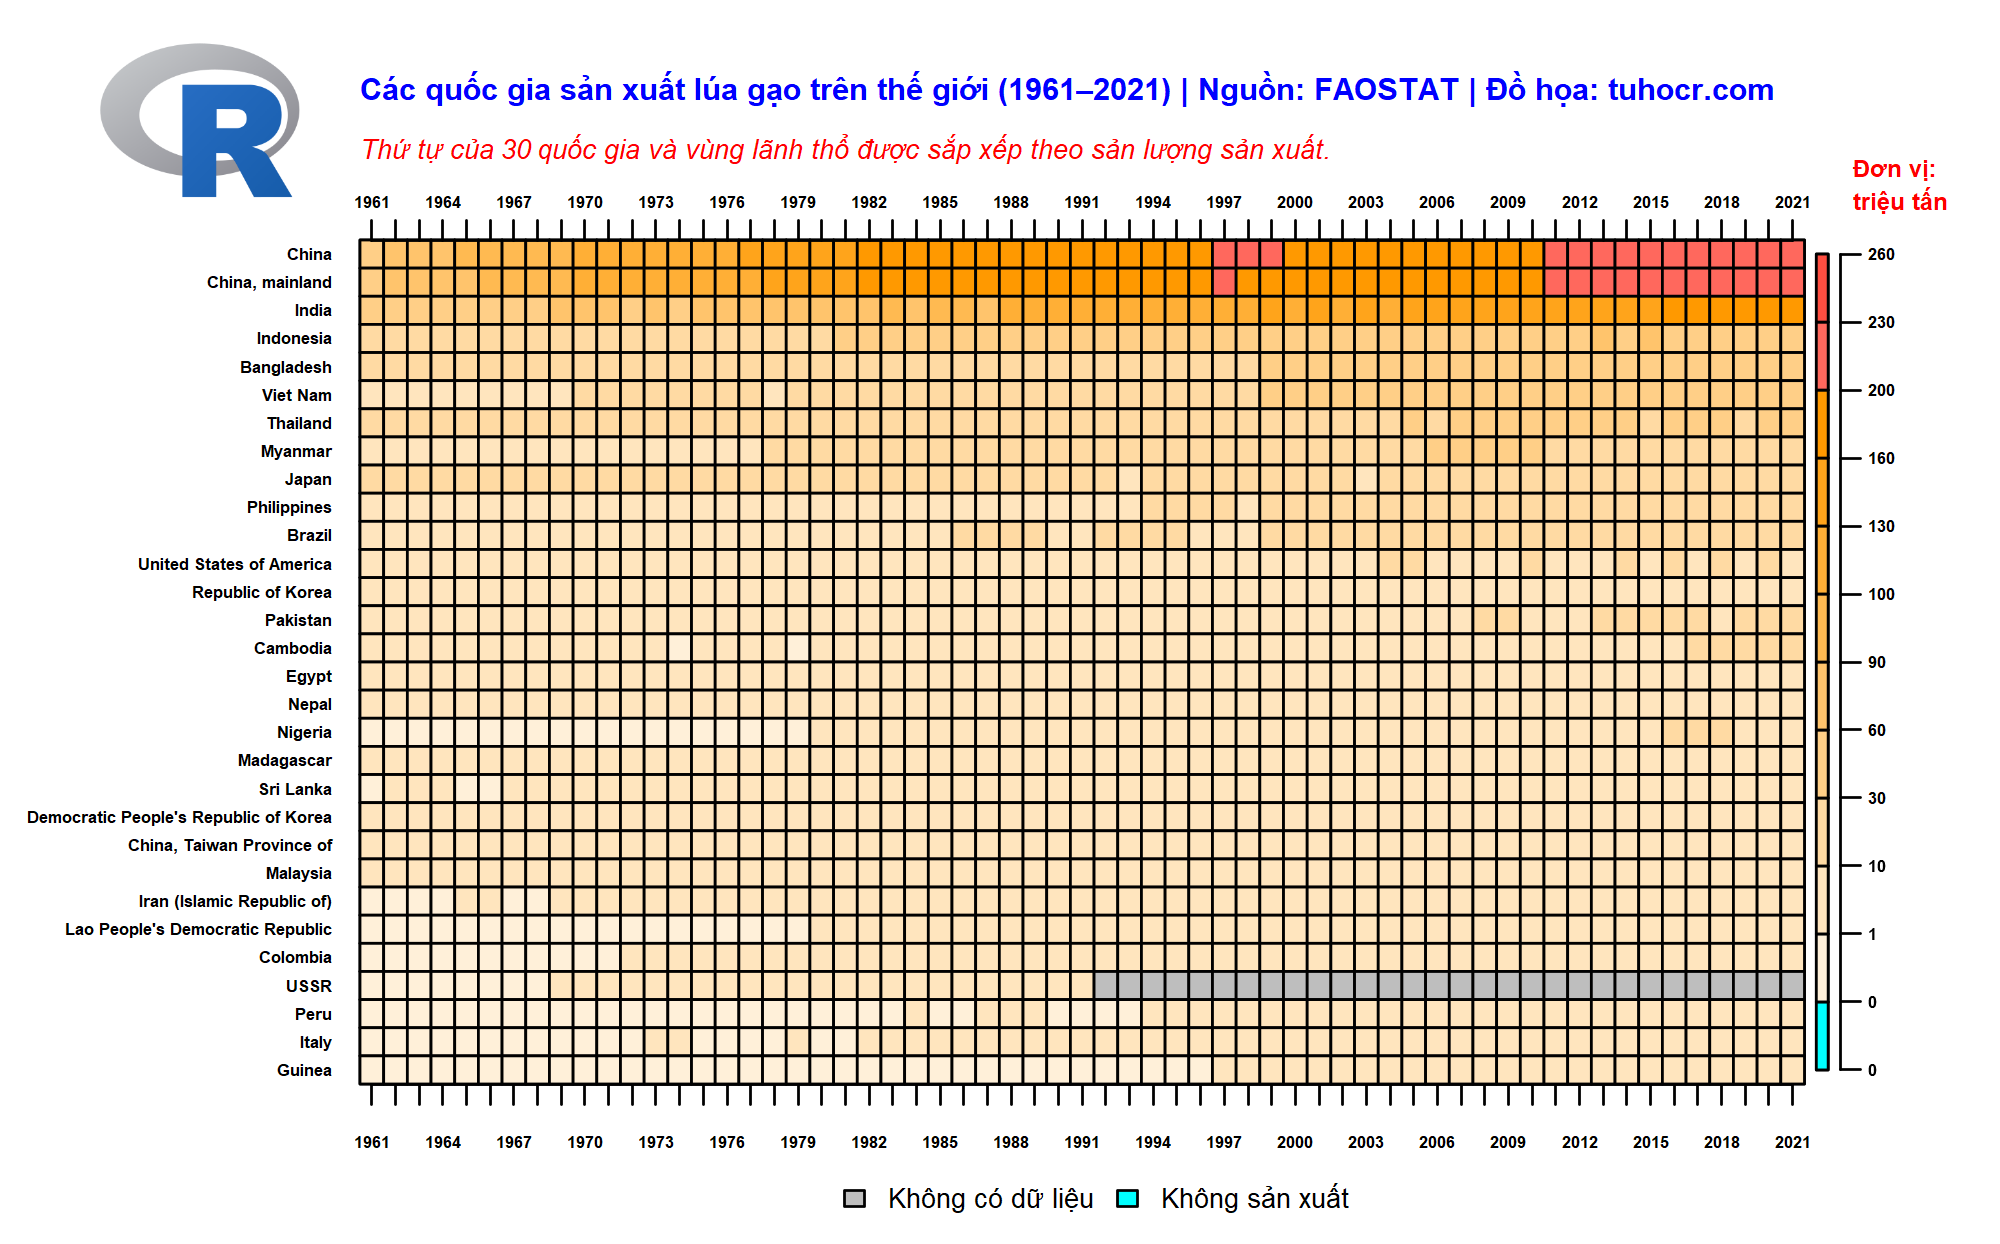 R
Các quốc gia sản xuất lúa gạo trên thế giới (1961–2021) | Nguồn: FAOSTAT | Đồ họa: tuhocr.com
Thứ tự của 30 quốc gia và vùng lãnh thổ được sắp xếp theo sản lượng sản xuất.
Đơn vị:
triệu tấn
1961 1964 1967 1970 1973 1976 1979 1982 1985 1988 1991 1994 1997 2000 2003 2006 2009 2012 2015 2018 2021
China
China, mainland
India
Indonesia
Bangladesh
Viet Nam
Thailand
Myanmar
Japan
Philippines
Brazil
United States of America
Republic of Korea
Pakistan
Cambodia
Egypt
Nepal
Nigeria
Madagascar
Sri Lanka
Democratic People's Republic of Korea
China, Taiwan Province of
Malaysia
Iran (Islamic Republic of)
Lao People's Democratic Republic
Colombia
USSR
Peru
Italy
Guinea
260
230
200
160
130
100
90
60
30
10
1
0
0
1961 1964 1967 1970 1973 1976 1979 1982 1985 1988 1991 1994 1997 2000 2003 2006 2009 2012 2015 2018 2021
Không có dữ liệu Không sản xuất